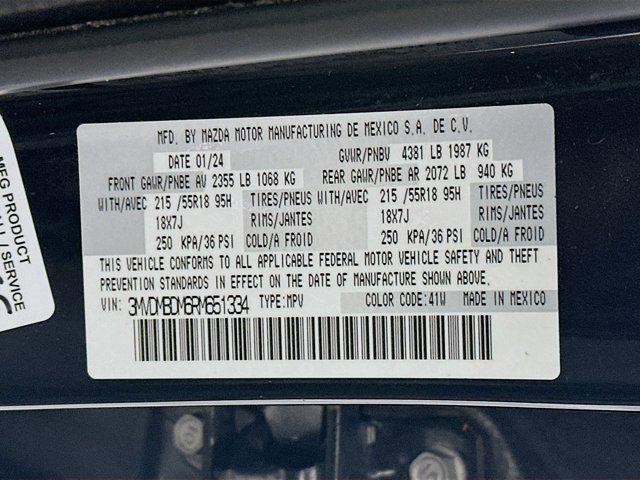 MFD. BY MAZDA MOTOR MANUFACTURING DE MEXICO S.A. DE C.V.
DATE 01/24 GVWR/PNBV 4381 LB 1987 KG
FRONT GAWR/PNBE AV 2355 LB 1068 KG REAR GAWR/PNBE AR 2072 LB 940 KG
WITH/AVEC 215 /55R18 95H TIRES/PNEUS WITH/AVEC 215 /55R18 95H TIRES/PNEUS
18X7J RIMS/JANTES 18X7J RIMS/JANTES
250 KPA/36 PSI COLD/A FROID 250 KPA/36 PSI COLD/A FROID
THIS VEHICLE CONFORMS TO ALL APPLICABLE FEDERAL MOTOR VEHICLE SAFETY AND THEFT
PREVENTION STANDARDS IN EFFECT ON THE DATE OF MANUFACTURE SHOWN ABOVE.
VIN: 3MVDMBDM6RM651334 TYPE:MPV COLOR CODE:41W MADE IN MEXICO
MFG PRODUCT
/ SERVICE